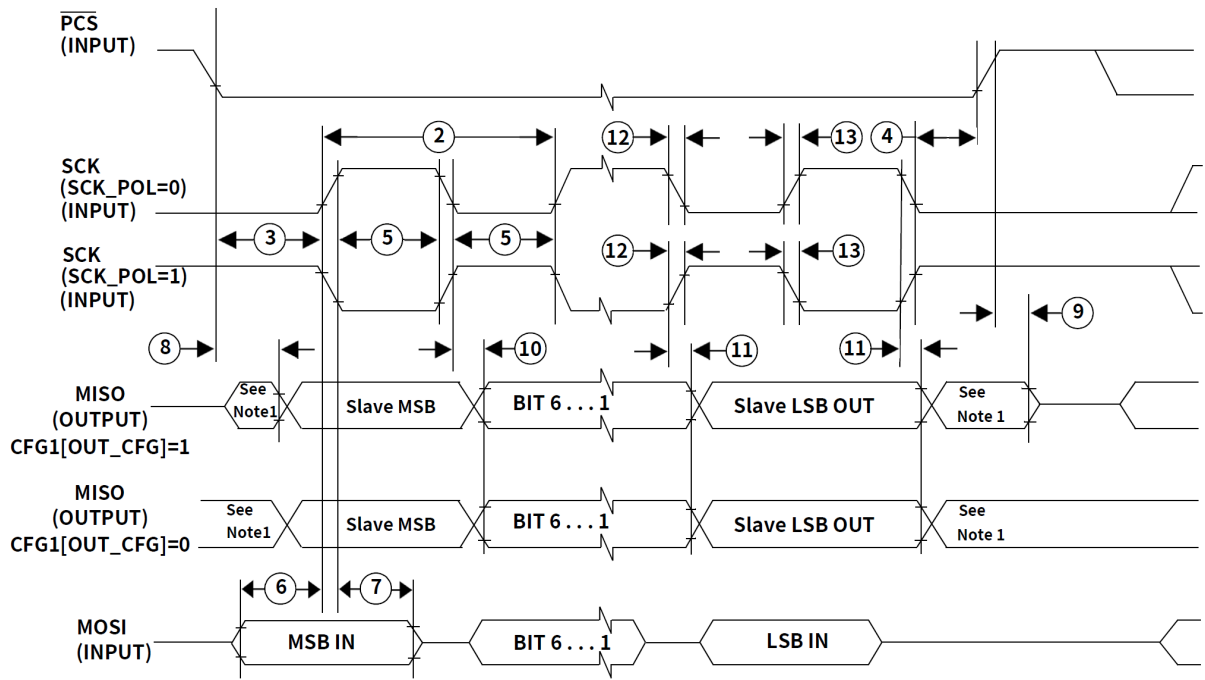 PCS
(INPUT)
2
12
13
4
SCK
(SCK_POL=0)
(INPUT)
3
5
5
SCK
(SCK_POL=1)
(INPUT)
12
13
9
8
10
11
11
MISO
(OUTPUT)
CFG1[OUT_CFG]=1
See
Note1
Slave MSB
BIT 6 . . . 1
Slave LSB OUT
See
Note 1
MISO
(OUTPUT)
CFG1[OUT_CFG]=0
See
Note1
Slave MSB
BIT 6 . . . 1
Slave LSB OUT
See
Note 1
6
7
MOSI
(INPUT)
MSB IN
BIT 6 . . . 1
LSB IN